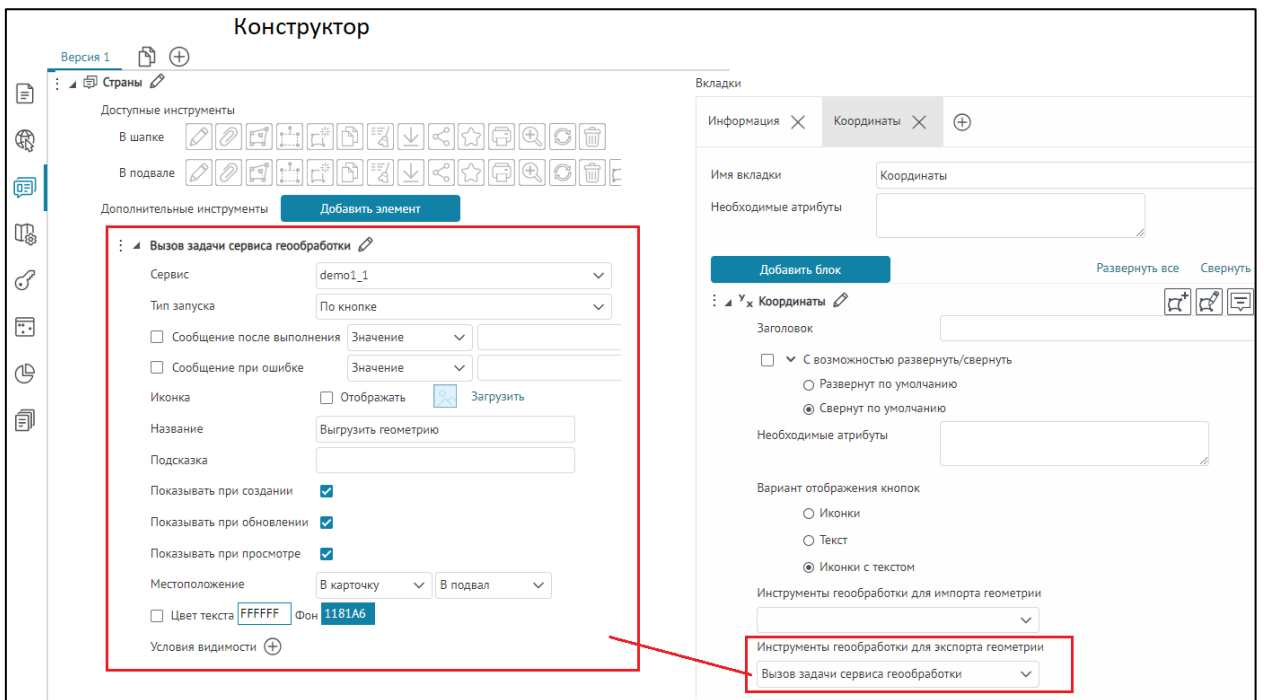 Конструктор
Версия 1
Страны
Доступные инструменты
В шапке
В подвале
Дополнительные инструменты Добавить элемент
Вызов задачи сервиса геообработки
Сервис demo1_1
Тип запуска По кнопке
Сообщение после выполнения Значение
Сообщение при ошибке Значение
Иконка Отображать Загрузить
Название Выгрузить геометрию
Подсказка
Показывать при создании
Показывать при обновлении
Показывать при просмотре
Местоположение В карточку В подвал
Цвет текста FFFFFF Фон 1181A6
Условия видимости
Вкладки
Информация Координаты
Имя вкладки Координаты
Необходимые атрибуты
Добавить блок Развернуть все Свернуть
Y x Координаты
Заголовок
С возможностью развернуть/свернуть
Развернут по умолчанию
Свернут по умолчанию
Необходимые атрибуты
Вариант отображения кнопок
Иконки
Текст
Иконки с текстом
Инструменты геообработки для импорта геометрии
Инструменты геообработки для экспорта геометрии
Вызов задачи сервиса геообработки